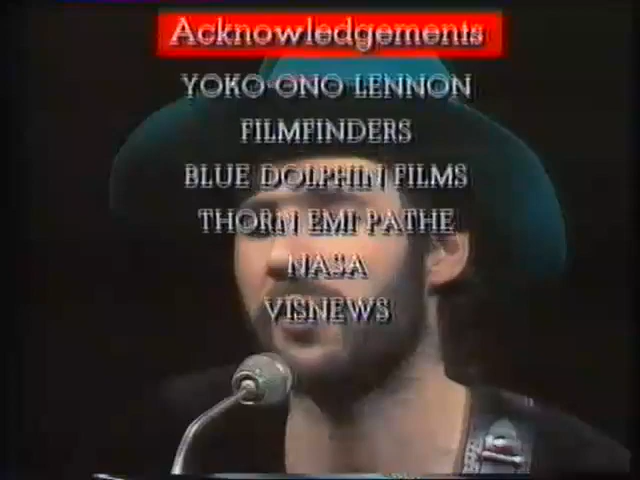 Acknowledgements
YOKO ONO LENNON
FILMFINDERS
BLUE DOLPHIN FILMS
THORN EMI PATHE
NASA
VISNEWS